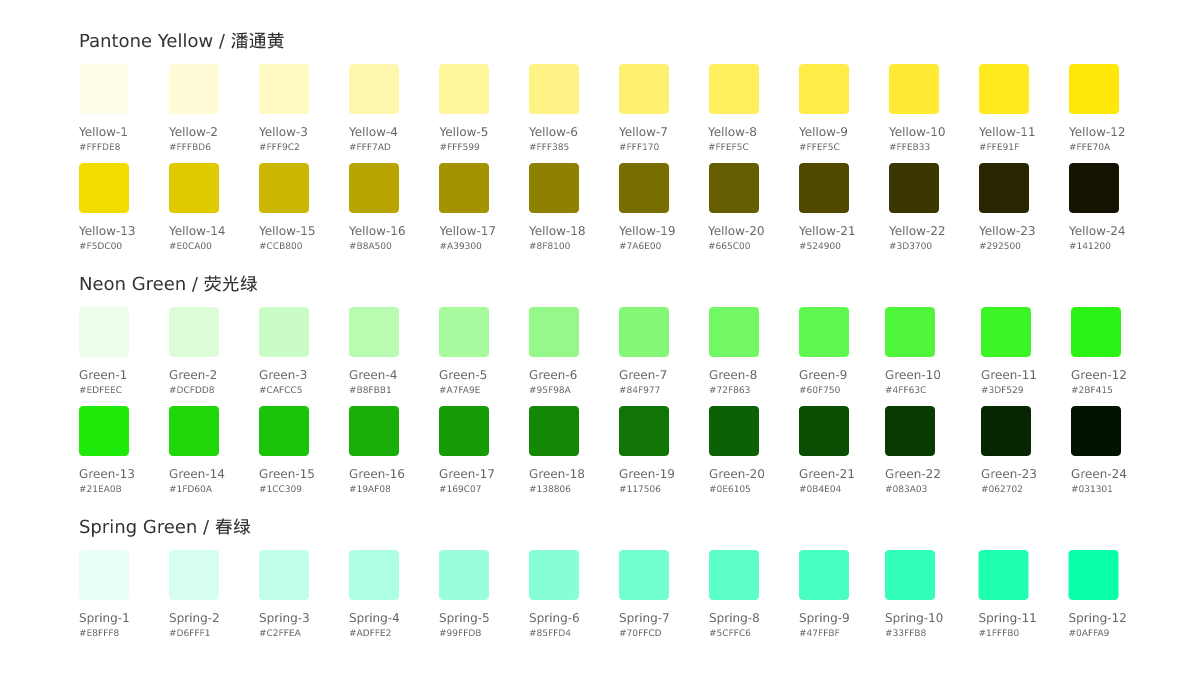 Pantone Yellow / 潘通黄
Yellow-1 Yellow-2 Yellow-3 Yellow-4 Yellow-5 Yellow-6 Yellow-7 Yellow-8 Yellow-9 Yellow-10 Yellow-11 Yellow-12
#FFFDE8 #FFFBD6 #FFF9C2 #FFF7AD #FFF599 #FFF385 #FFF170 #FFEF5C #FFEF5C #FFEB33 #FFE91F #FFE70A
Yellow-13 Yellow-14 Yellow-15 Yellow-16 Yellow-17 Yellow-18 Yellow-19 Yellow-20 Yellow-21 Yellow-22 Yellow-23 Yellow-24
#F5DC00 #E0CA00 #CCB800 #B8A500 #A39300 #8F8100 #7A6E00 #665C00 #524900 #3D3700 #292500 #141200
Neon Green / 荧光绿
Green-1 Green-2 Green-3 Green-4 Green-5 Green-6 Green-7 Green-8 Green-9 Green-10 Green-11 Green-12
#EDFEEC #DCFDD8 #CAFCC5 #B8FBB1 #A7FA9E #95F98A #84F977 #72F863 #60F750 #4FF63C #3DF529 #2BF415
Green-13 Green-14 Green-15 Green-16 Green-17 Green-18 Green-19 Green-20 Green-21 Green-22 Green-23 Green-24
#21EA0B #1FD60A #1CC309 #19AF08 #169C07 #138806 #117506 #0E6105 #0B4E04 #083A03 #062702 #031301
Spring Green / 春绿
Spring-1 Spring-2 Spring-3 Spring-4 Spring-5 Spring-6 Spring-7 Spring-8 Spring-9 Spring-10 Spring-11 Spring-12
#E8FFF8 #D6FFF1 #C2FFEA #ADFFE2 #99FFDB #85FFD4 #70FFCD #5CFFC6 #47FFBF #33FFB8 #1FFFB0 #0AFFA9